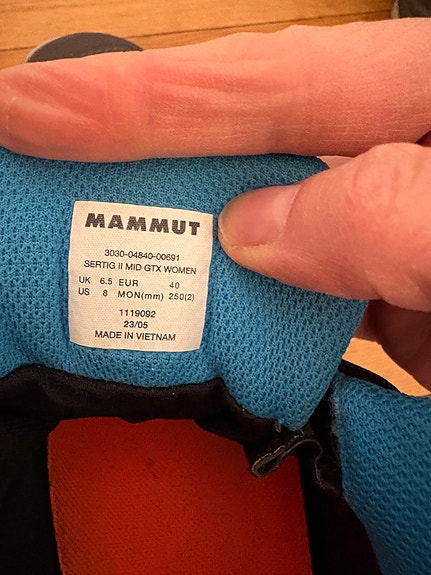 MAMMUT
3030-04840-00691
SERTIG II MID GTX WOMEN
UK 6.5 EUR 40
US 8 MON(mm) 250(2)
1119092
23/05
MADE IN VIETNAM